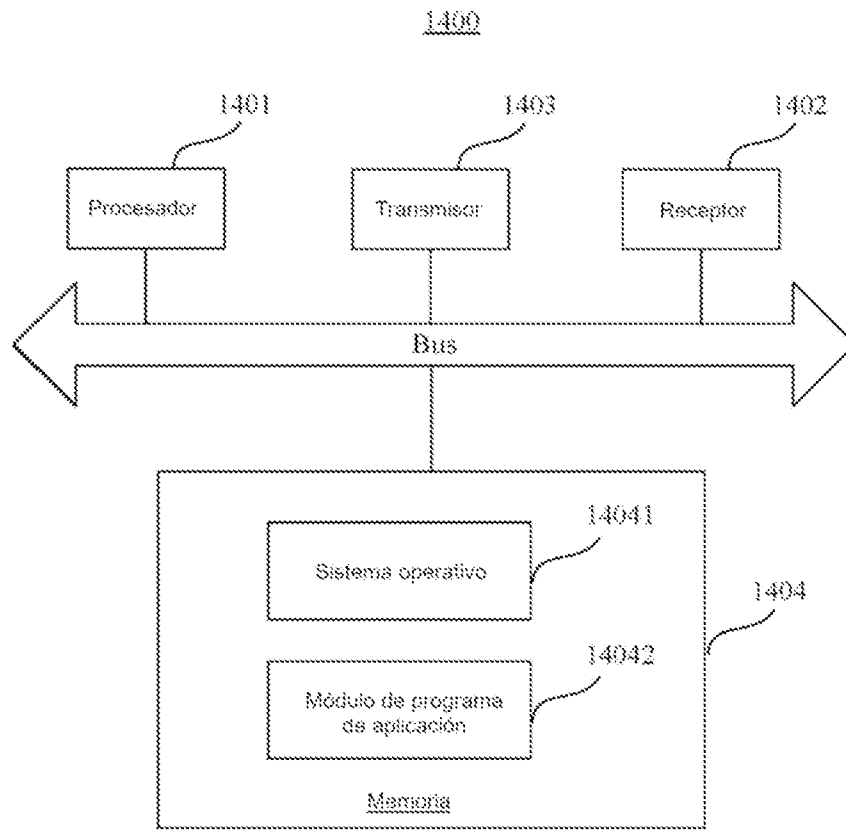 1400
1401
1403
1402
Procesador
Transmisor
Receptor
Bus
14041
Sistema operativo
1404
14042
Módulo de programa
de aplicación
Memoria